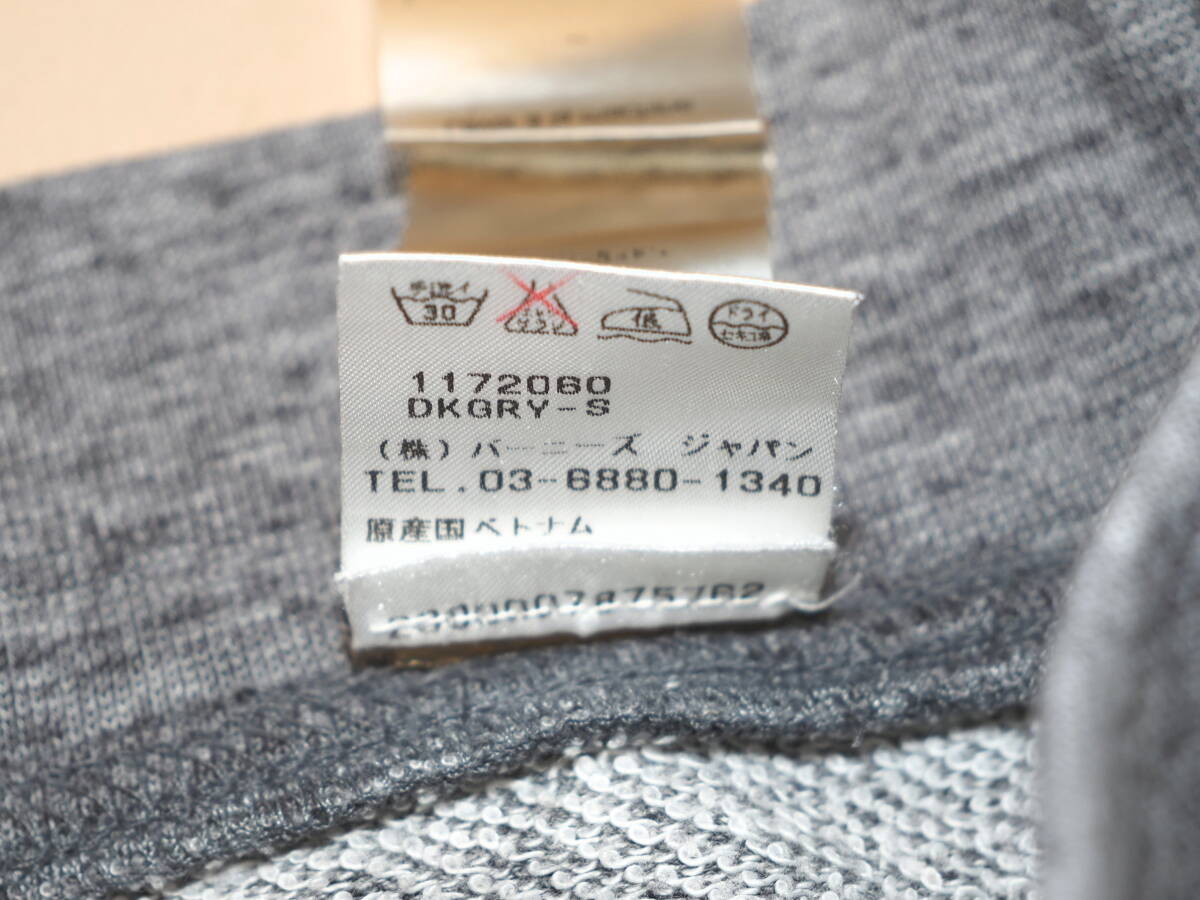 手洗イ
30
低
ドライ
セキユ系
1172060
DKGRY-S
(株)バーニーズ ジャパン
TEL.03-6880-1340
原産国ベトナム